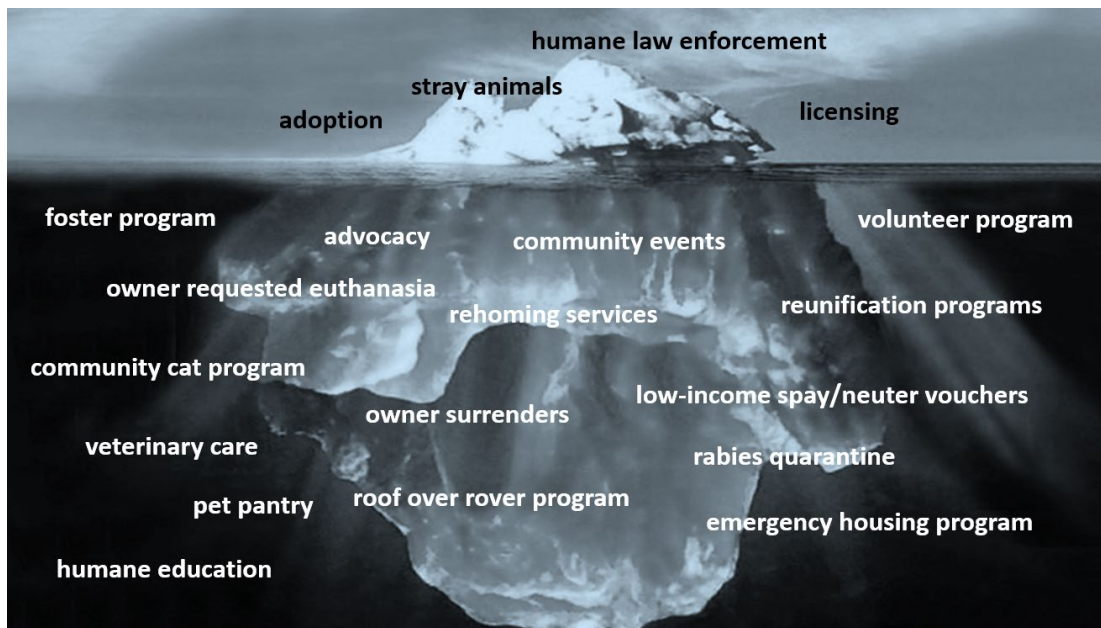 humane law enforcement
stray animals
adoption
licensing
foster program
volunteer program
advocacy
community events
owner requested euthanasia
reunification programs
rehoming services
community cat program
low-income spay/neuter vouchers
owner surrenders
veterinary care
rabies quarantine
pet pantry
roof over rover program
emergency housing program
humane education